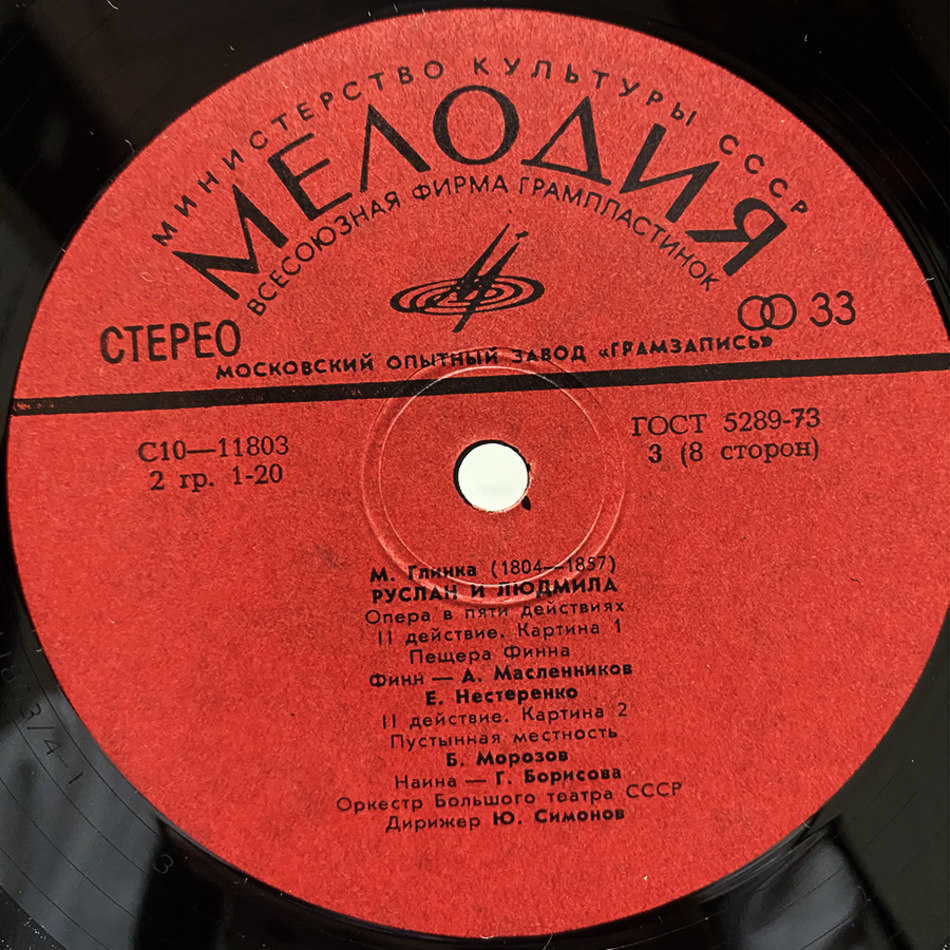 МИНИСТЕРСТВО КУЛЬТУРЫ СССР
МЕЛОДИЯ
ВСЕСОЮЗНАЯ ФИРМА ГРАМПЛАСТИНОК
СТЕРЕО
33
МОСКОВСКИЙ ОПЫТНЫЙ ЗАВОД «ГРАМЗАПИСЬ»
С10—11803
2 гр. 1-20
ГОСТ 5289-73
3 (8 сторон)
М. Глинка (1804—1857)
РУСЛАН И ЛЮДМИЛА
Опера в пяти действиях
II действие. Картина 1
Пещера Финна
Финн — А. Масленников
Е. Нестеренко
II действие. Картина 2
Пустынная местность
Б. Морозов
Наина — Г. Борисова
Оркестр Большого театра СССР
Дирижер Ю. Симонов
3